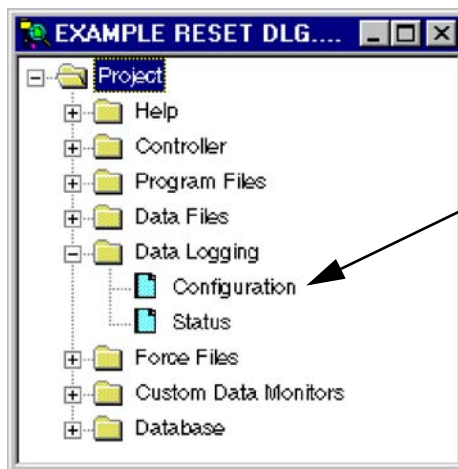 EXAMPLE RESET DLG....
Project
Help
Controller
Program Files
Data Files
Data Logging
Configuration
Status
Force Files
Custom Data Monitors
Database